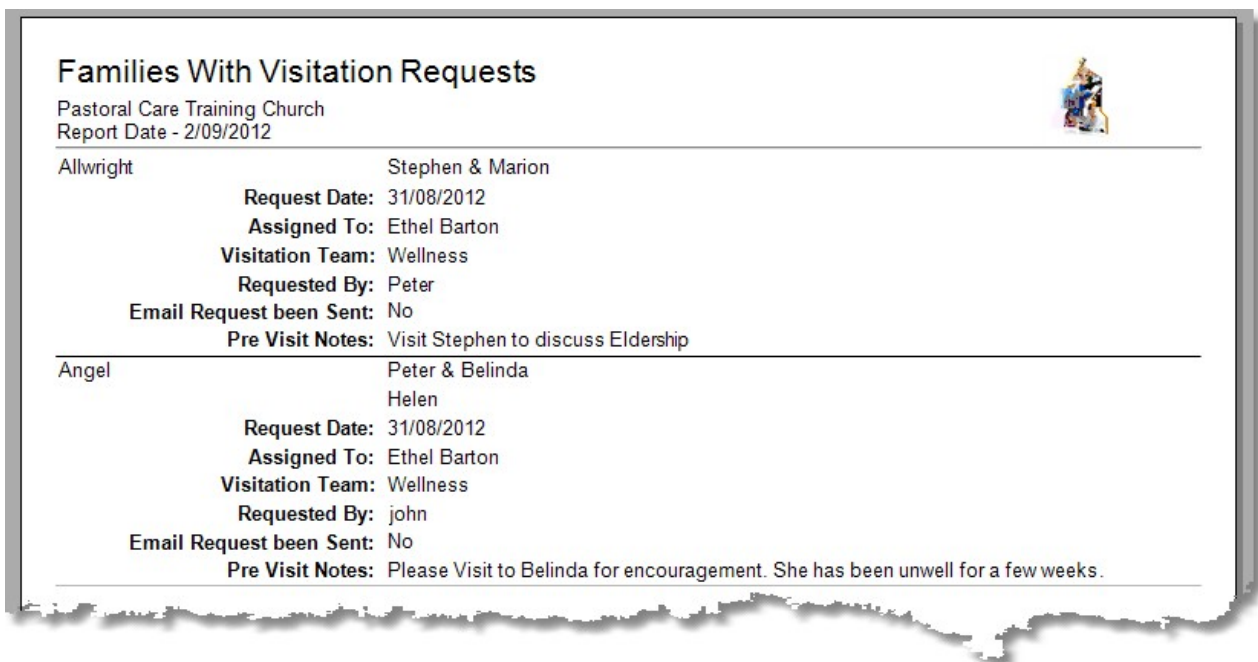 Families With Visitation Requests
Pastoral Care Training Church
Report Date - 2/09/2012
Allwright Stephen & Marion
Request Date: 31/08/2012
Assigned To: Ethel Barton
Visitation Team: Wellness
Requested By: Peter
Email Request been Sent: No
Pre Visit Notes: Visit Stephen to discuss Eldership
Angel Peter & Belinda
Helen
Request Date: 31/08/2012
Assigned To: Ethel Barton
Visitation Team: Wellness
Requested By: john
Email Request been Sent: No
Pre Visit Notes: Please Visit to Belinda for encouragement. She has been unwell for a few weeks.